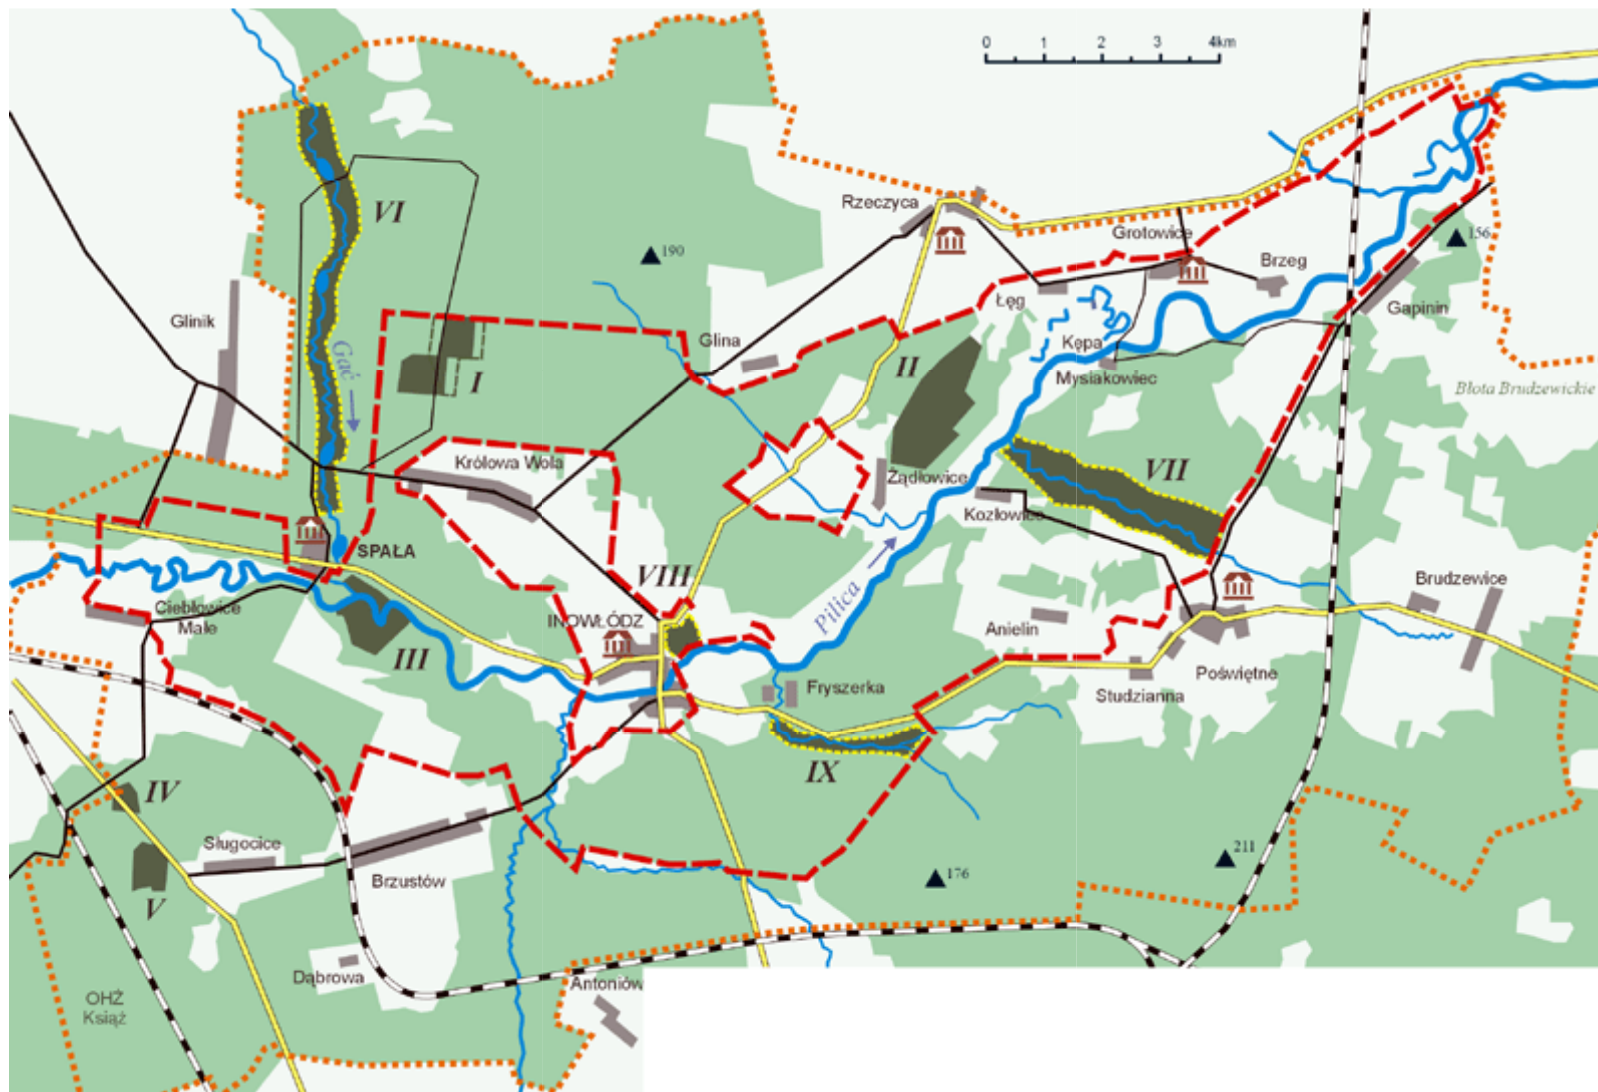 0 1 2 3 4km
156
VI
Rzeczyca
Grotowice
190
Brzeg
Glinik
Łęg
Gapinin
Gać
Glina
Kępa
II
Mysiakowiec
I
Błota Brudzewickie
Królowa Wola
Żądłowice
VII
Kozłowiec
SPAŁA
VIII
Brudzewice
Ciebłowice
Małe
Pilica
INOWŁÓDZ
Anielin
III
Poświętne
Fryszerka
Studzianna
IX
IV
Sługocice
211
Brzustów
176
V
Dąbrowa
Antoniów
OHŻ
Książ